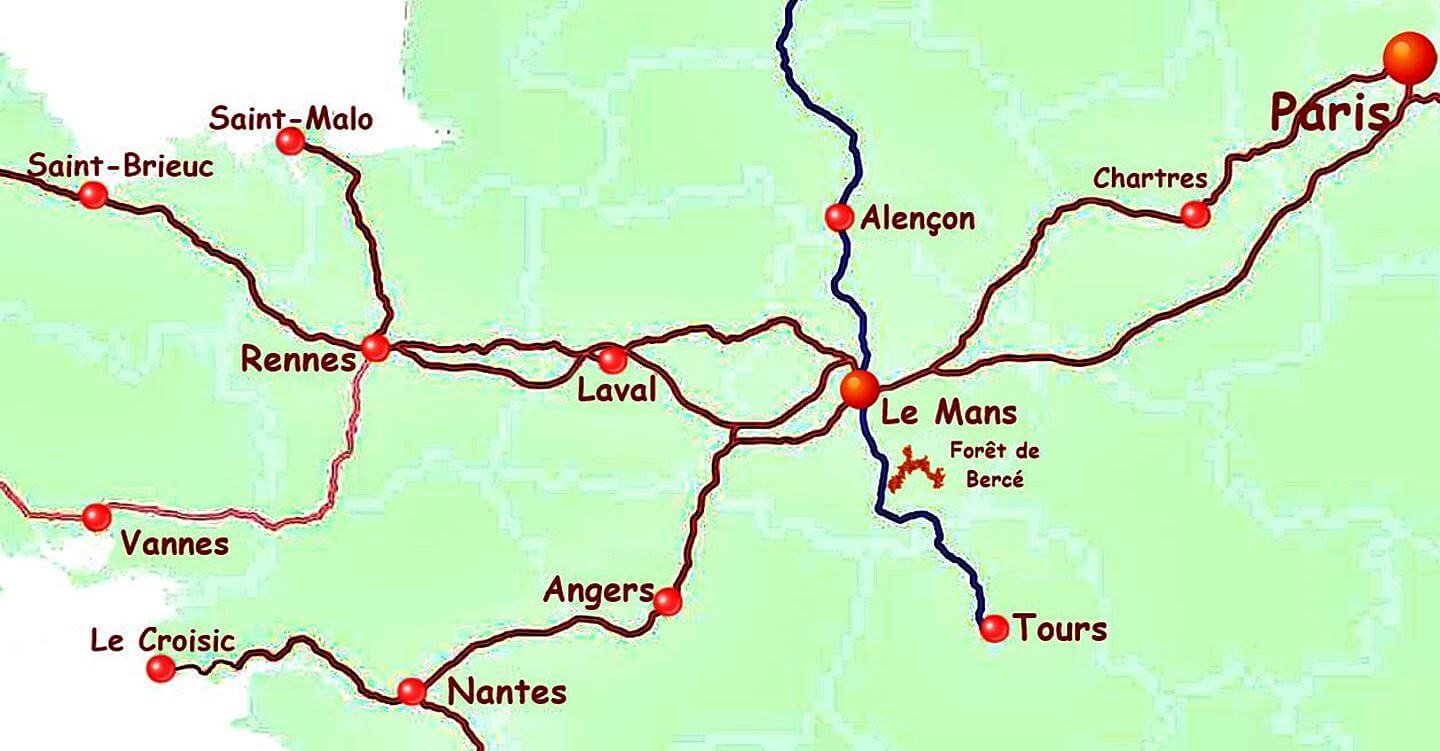 Paris
Saint-Malo
Saint-Brieuc
Chartres
Alençon
Rennes
Laval
Le Mans
Forêt de
Bercé
Vannes
Angers
Tours
Le Croisic
Nantes